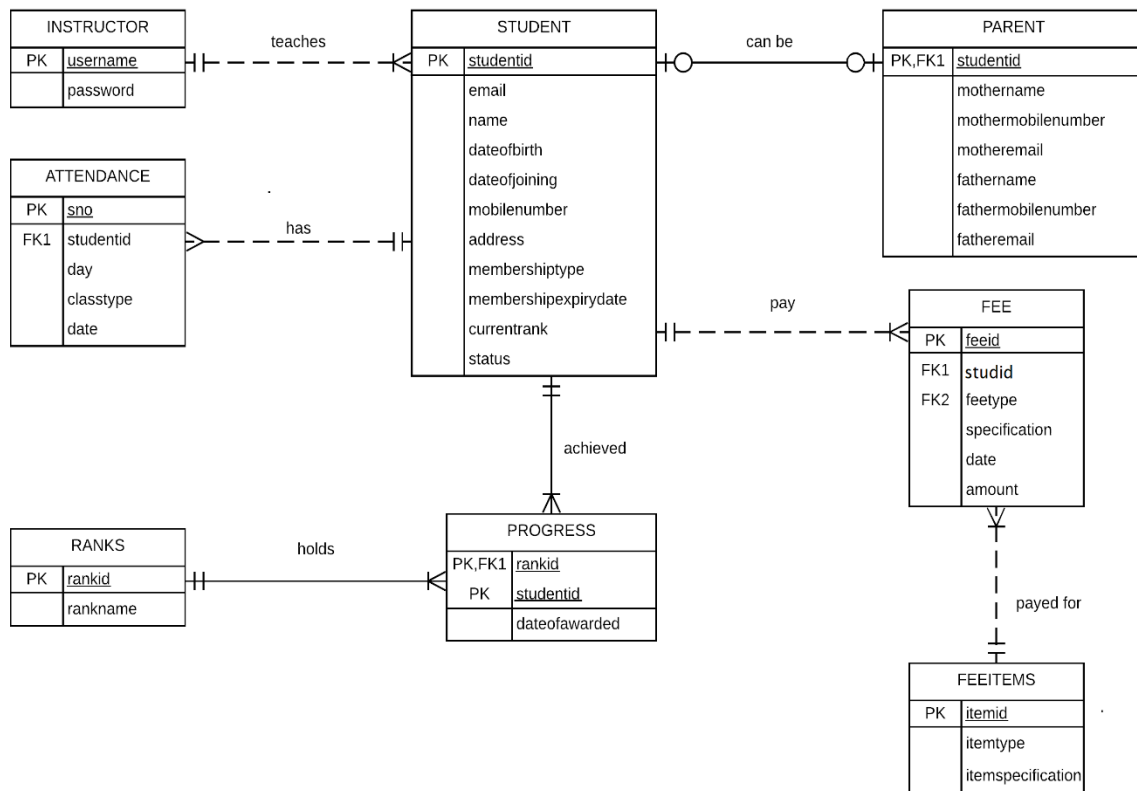 INSTRUCTOR
PK username
password
teaches
STUDENT
PK studentid
email
name
dateofbirth
dateofjoining
mobilenumber
address
membershiptype
membershipexpirydate
currentrank
status
can be
PARENT
PK,FK1 studentid
mothername
mothermobilenumber
motheremail
fathername
fathermobilenumber
fatheremail
ATTENDANCE
PK sno
FK1 studentid
day
classtype
date
has
pay
FEE
PK feeid
FK1 studid
FK2 feetype
specification
date
amount
achieved
RANKS
PK rankid
rankname
holds
PROGRESS
PK,FK1 rankid
PK studentid
dateofawarded
payed for
FEEITEMS
PK itemid
itemtype
itemspecification